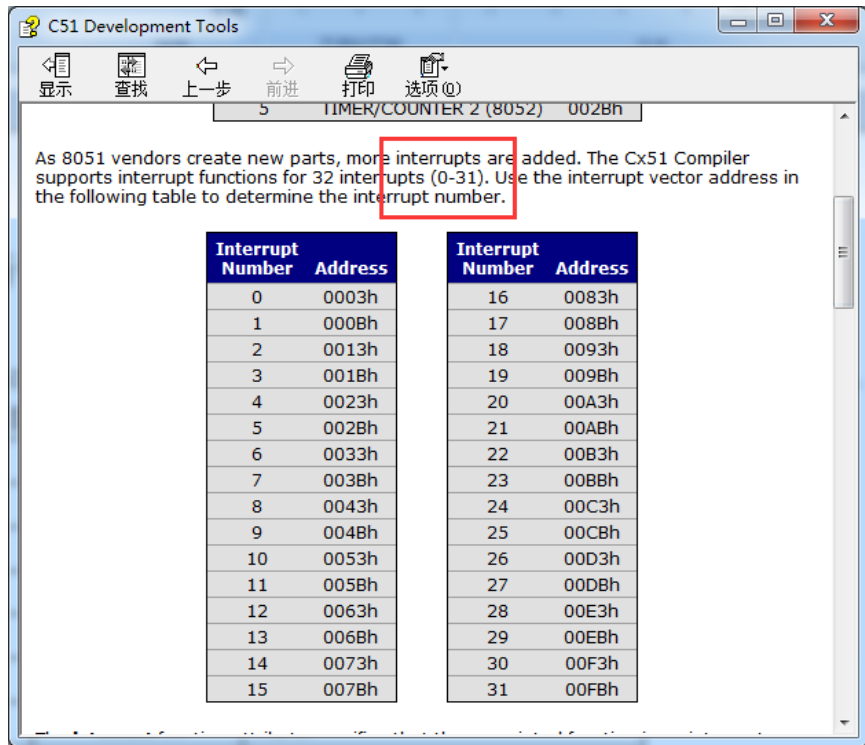 C51 Development Tools
显示 查找 上一步 前进 打印 选项(O)
5 TIMER/COUNTER 2 (8052) 002Bh
As 8051 vendors create new parts, more interrupts are added. The Cx51 Compiler
supports interrupt functions for 32 interrupts (0-31). Use the interrupt vector address in
the following table to determine the interrupt number.
Interrupt Number Address Interrupt Number Address
0 0003h 16 0083h
1 000Bh 17 008Bh
2 0013h 18 0093h
3 001Bh 19 009Bh
4 0023h 20 00A3h
5 002Bh 21 00ABh
6 0033h 22 00B3h
7 003Bh 23 00BBh
8 0043h 24 00C3h
9 004Bh 25 00CBh
10 0053h 26 00D3h
11 005Bh 27 00DBh
12 0063h 28 00E3h
13 006Bh 29 00EBh
14 0073h 30 00F3h
15 007Bh 31 00FBh